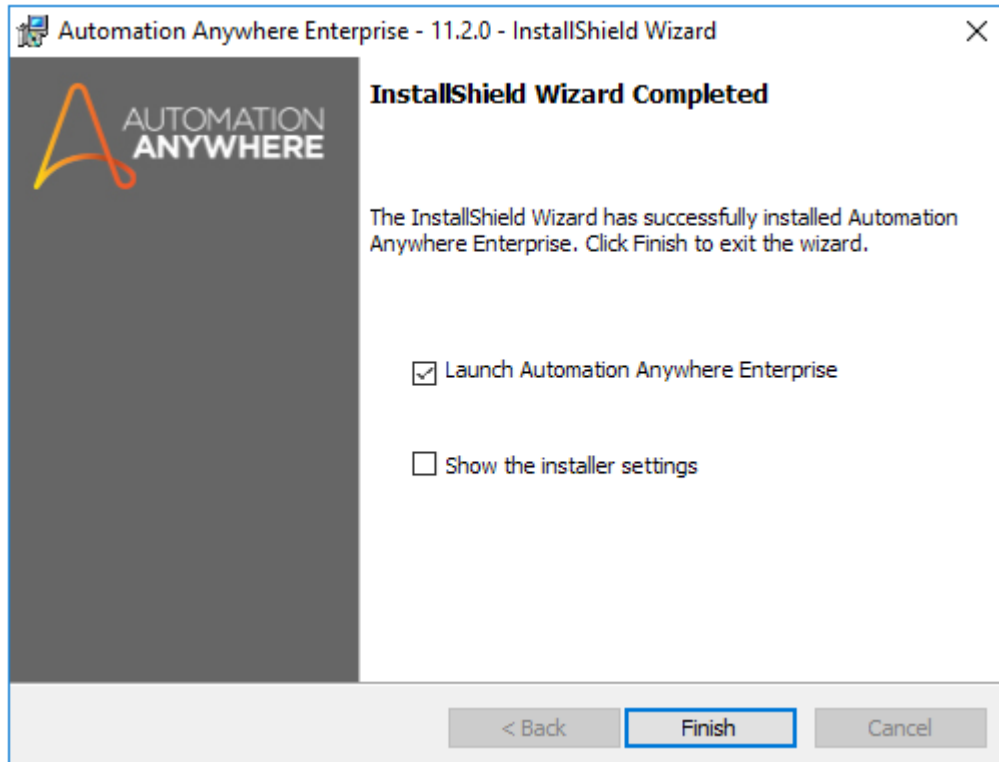 Automation Anywhere Enterprise - 11.2.0 - InstallShield Wizard
AUTOMATION
ANYWHERE
InstallShield Wizard Completed
The InstallShield Wizard has successfully installed Automation
Anywhere Enterprise. Click Finish to exit the wizard.
Launch Automation Anywhere Enterprise
Show the installer settings
< Back
Finish
Cancel